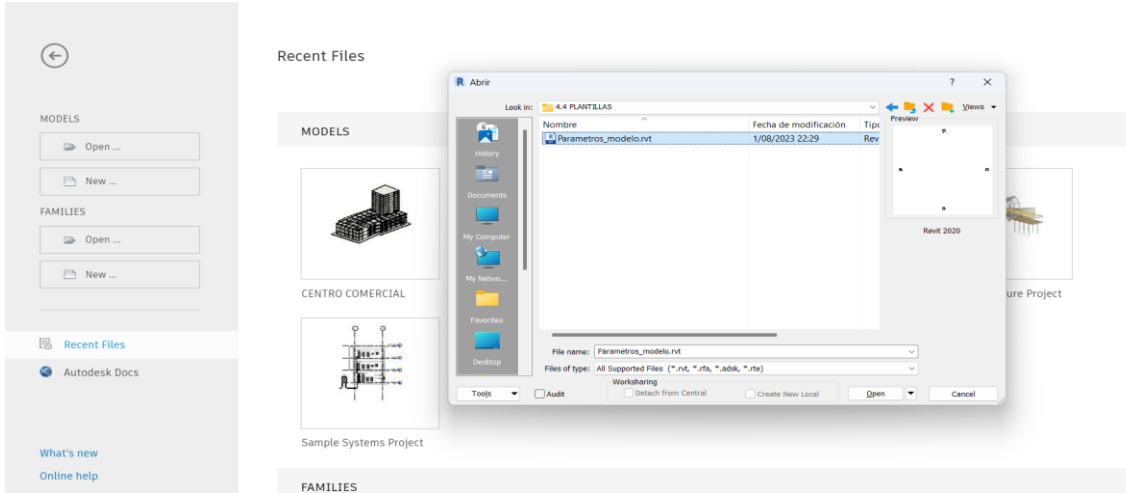 Recent Files
MODELS
Open ...
New ...
FAMILIES
Open ...
New ...
Recent Files
Autodesk Docs
What's new
Online help
MODELS
CENTRO COMERCIAL
ure Project
Sample Systems Project
FAMILIES
R Abrir
? X
Look in: 4.4 PLANTILLAS
Views
Nombre Fecha de modificación Tipo
Parametros_modelo.rvt 1/08/2023 22:29 Rev
Preview
Revit 2020
History
Documents
My Computer
My Netwo...
Favorites
Desktop
File name: Parametros_modelo.rvt
Files of type: All Supported Files (*.rvt, *.rfa, *.adsk, *.rte)
Worksharing
Tools Audit Detach from Central Create New Local Open Cancel